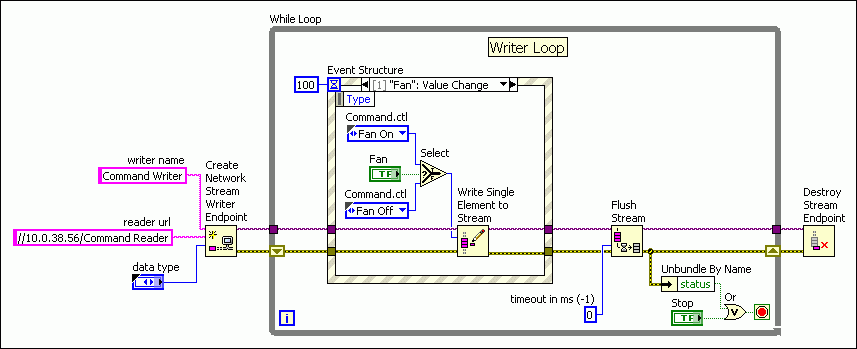 While Loop
Writer Loop
Event Structure
100
[1] "Fan": Value Change
Type
Command.ctl
Fan On
Select
Fan
TF
?
F
Command.ctl
Fan Off
Write Single
Element to
Stream
writer name
Command Writer
Create
Network
Stream
Writer
Endpoint
reader url
//10.0.38.56/Command Reader
data type
Flush
Stream
Destroy
Stream
Endpoint
timeout in ms (-1)
0
Unbundle By Name
status
Stop
TF
Or
V
i